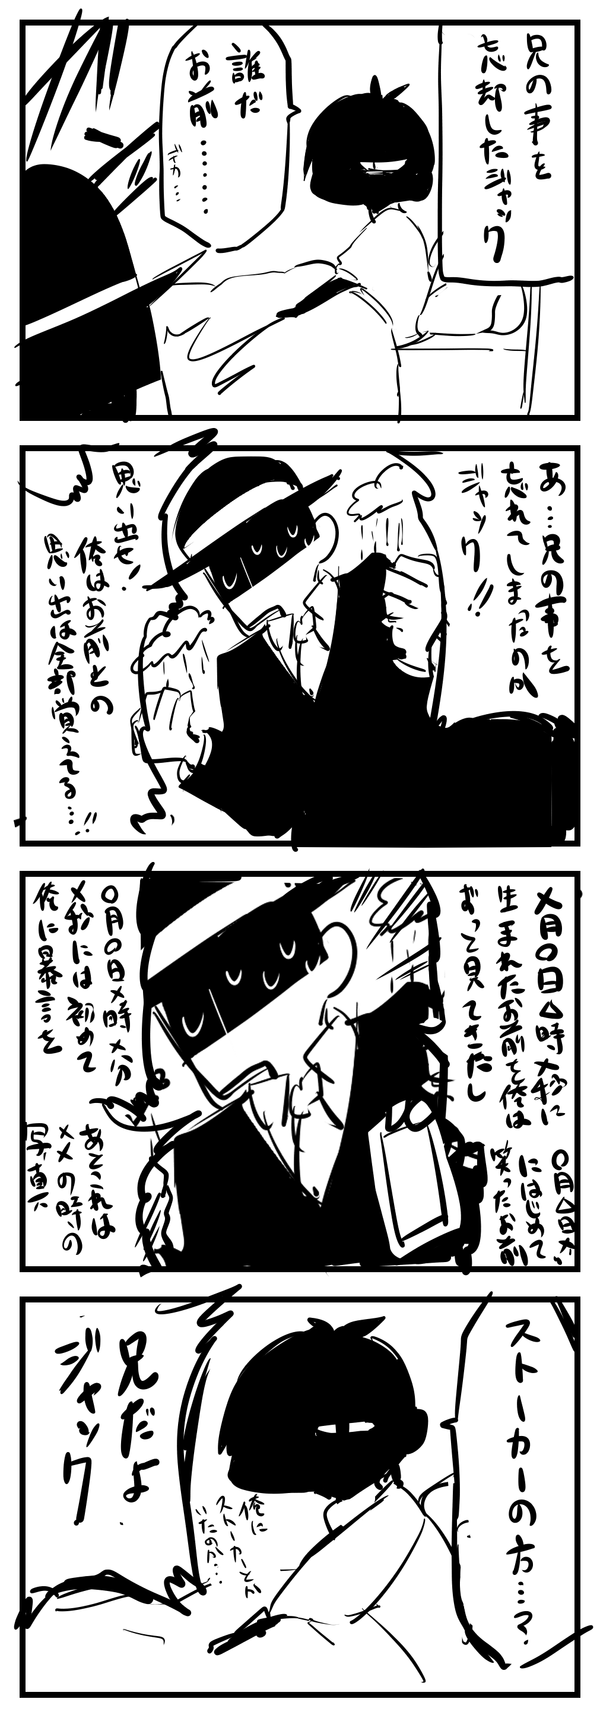 兄の事を
忘却したジャック
誰だ
お前………
デカ…
あ…兄の事を
忘れてしまったのか
ジャック!!
思い出せ!
俺はお前との
思い出は全部覚えてる…!!
×月〇日△時×秒に
生まれたお前を俺は
ずっと見てきたし
〇月△日×
にはじめて
笑ったお前
〇月〇日×時×分
×秒には初めて
俺に暴言を
あとこれは
××の時の
写真で
ストーカーの方…?
俺に
ストーカーとか
いたのか…
兄だよ
ジャック